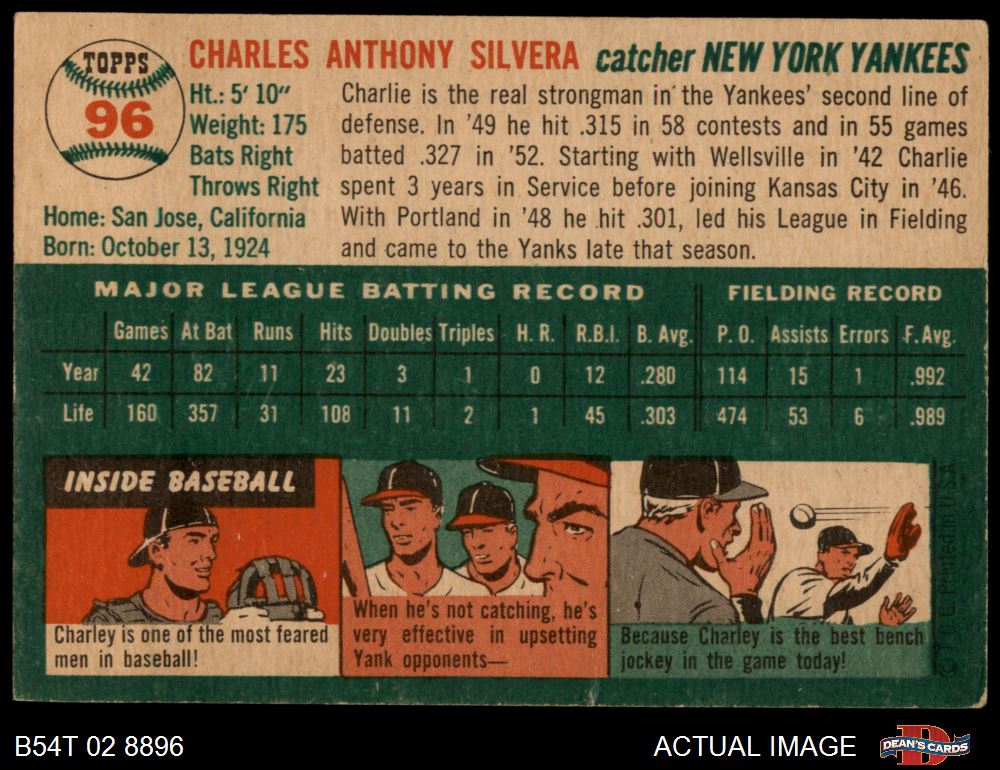 TOPPS
96
CHARLES ANTHONY SILVERA catcher NEW YORK YANKEES
Ht.: 5' 10"
Weight: 175
Bats Right
Throws Right
Home: San Jose, California
Born: October 13, 1924
Charlie is the real strongman in the Yankees' second line of
defense. In '49 he hit .315 in 58 contests and in 55 games
batted .327 in '52. Starting with Wellsville in '42 Charlie
spent 3 years in Service before joining Kansas City in '46.
With Portland in '48 he hit .301, led his League in Fielding
and came to the Yanks late that season.
MAJOR LEAGUE BATTING RECORD FIELDING RECORD
Games At Bat Runs Hits Doubles Triples H. R. R.B.I. B. Avg. P. O. Assists Errors F. Avg.
Year 42 82 11 23 3 1 0 12 .280 114 15 1 .992
Life 160 357 31 108 11 2 1 45 .303 474 53 6 .989
INSIDE BASEBALL
Charley is one of the most feared
men in baseball!
When he's not catching, he's
very effective in upsetting
Yank opponents—
Because Charley is the best bench
jockey in the game today!
© T. C. G. Printed in U.S.A.
B54T 02 8896
ACTUAL IMAGE
DEAN'S CARDS